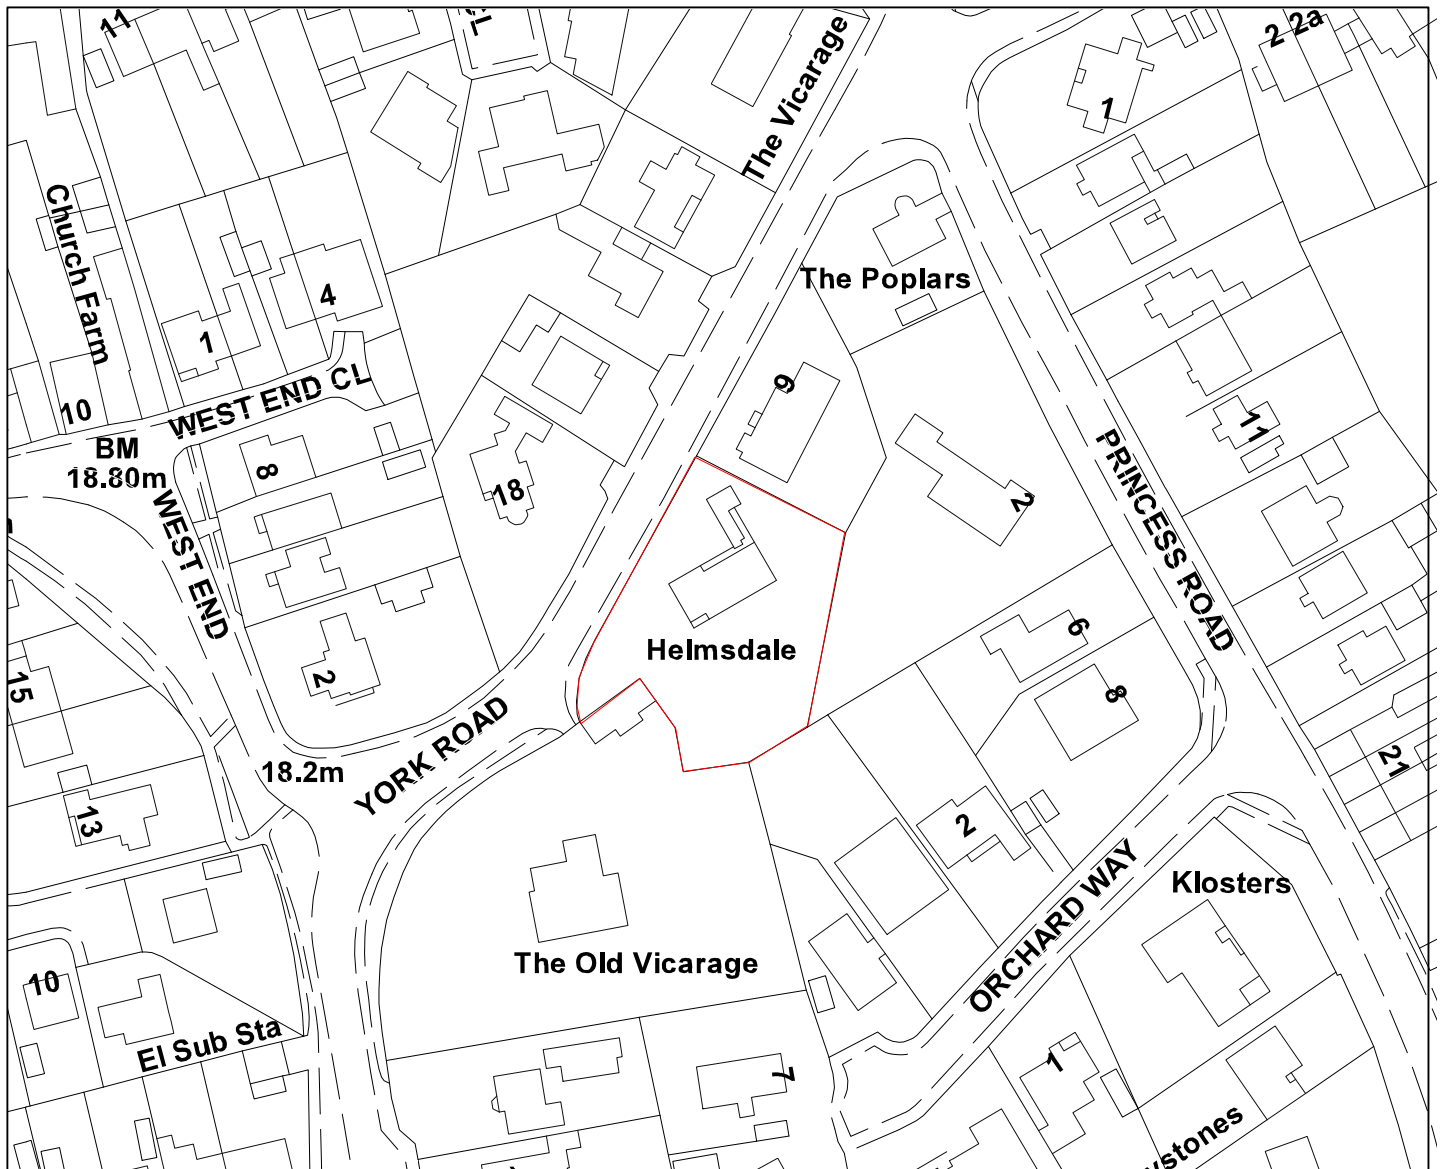 11
CL
The Vicarage
2 2a
1
Church Farm
The Poplars
4
1
9
WEST END CL
10
BM
18.80m
8
18
11
2
PRINCESS ROAD
WEST END
Helmsdale
6
15
2
8
YORK ROAD
18.2m
21
13
2
ORCHARD WAY
Klosters
The Old Vicarage
10
El Sub Sta
7
1
ystones